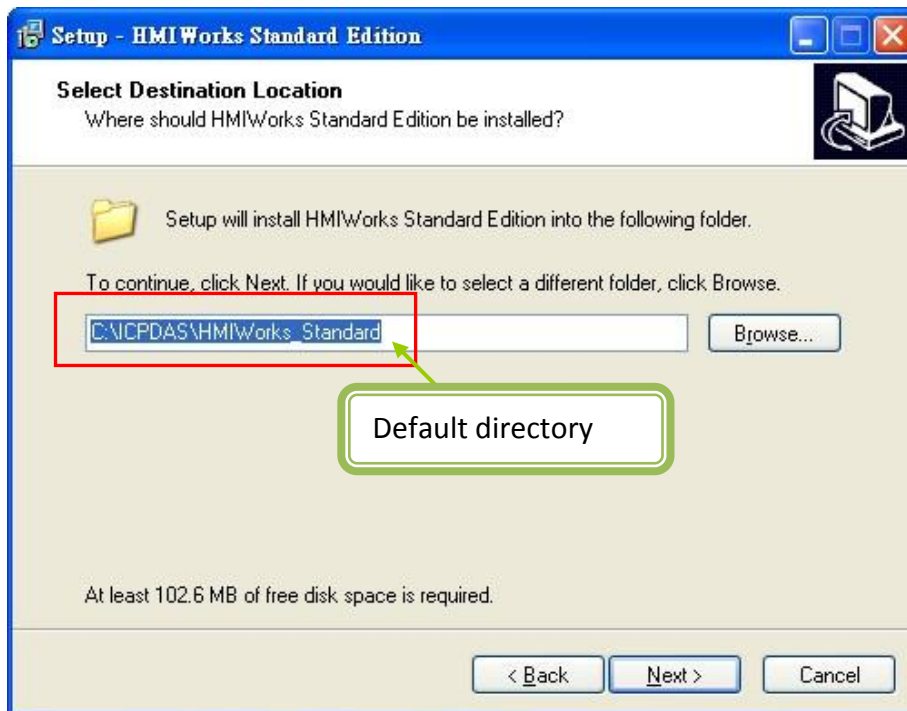 Setup - HMIWorks Standard Edition
Select Destination Location
Where should HMIWorks Standard Edition be installed?
Setup will install HMIWorks Standard Edition into the following folder.
To continue, click Next. If you would like to select a different folder, click Browse.
C:\ICPDAS\HMIWorks_Standard
Browse...
Default directory
At least 102.6 MB of free disk space is required.
< Back
Next >
Cancel